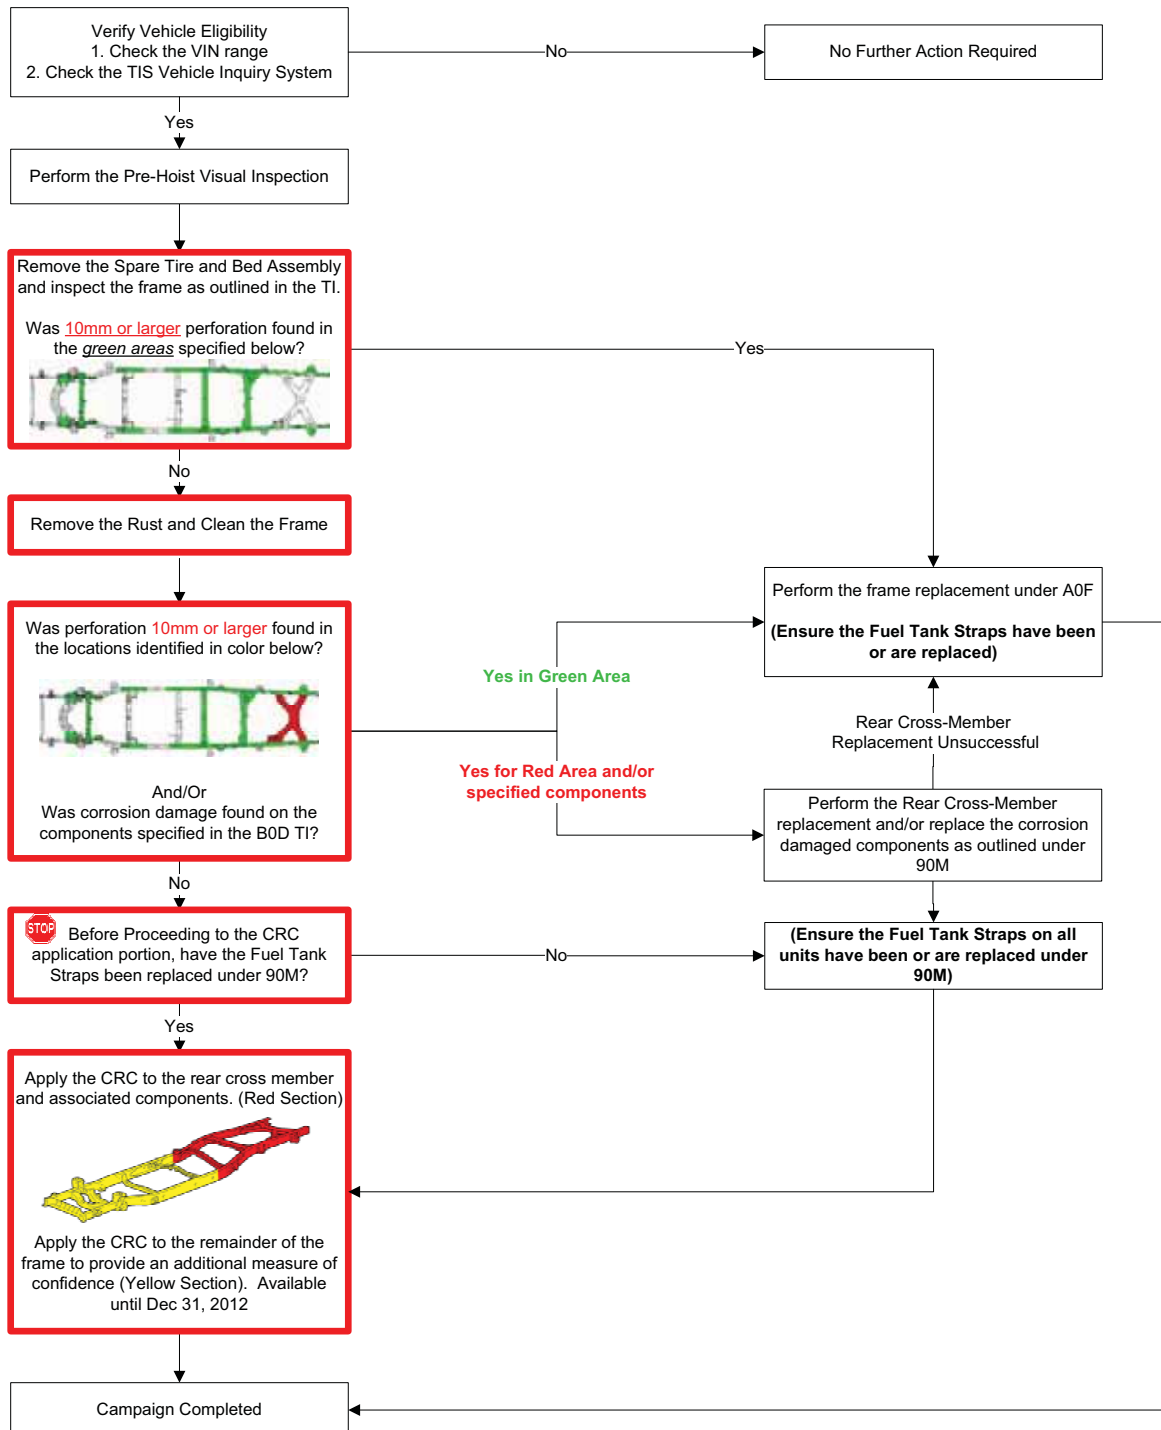 Verify Vehicle Eligibility
1. Check the VIN range
2. Check the TIS Vehicle Inquiry System
No
No Further Action Required
Yes
Perform the Pre-Hoist Visual Inspection
Remove the Spare Tire and Bed Assembly
and inspect the frame as outlined in the TI.
Was 10mm or larger perforation found in
the green areas specified below?
Yes
No
Remove the Rust and Clean the Frame
Was perforation 10mm or larger found in
the locations identified in color below?
And/Or
Was corrosion damage found on the
components specified in the B0D TI?
Yes in Green Area
Yes for Red Area and/or
specified components
Perform the frame replacement under A0F
(Ensure the Fuel Tank Straps have been
or are replaced)
Rear Cross-Member
Replacement Unsuccessful
Perform the Rear Cross-Member
replacement and/or replace the corrosion
damaged components as outlined under
90M
No
STOP
Before Proceeding to the CRC
application portion, have the Fuel Tank
Straps been replaced under 90M?
No
(Ensure the Fuel Tank Straps on all
units have been or are replaced under
90M)
Yes
Apply the CRC to the rear cross member
and associated components. (Red Section)
Apply the CRC to the remainder of the
frame to provide an additional measure of
confidence (Yellow Section).  Available
until Dec 31, 2012
Campaign Completed